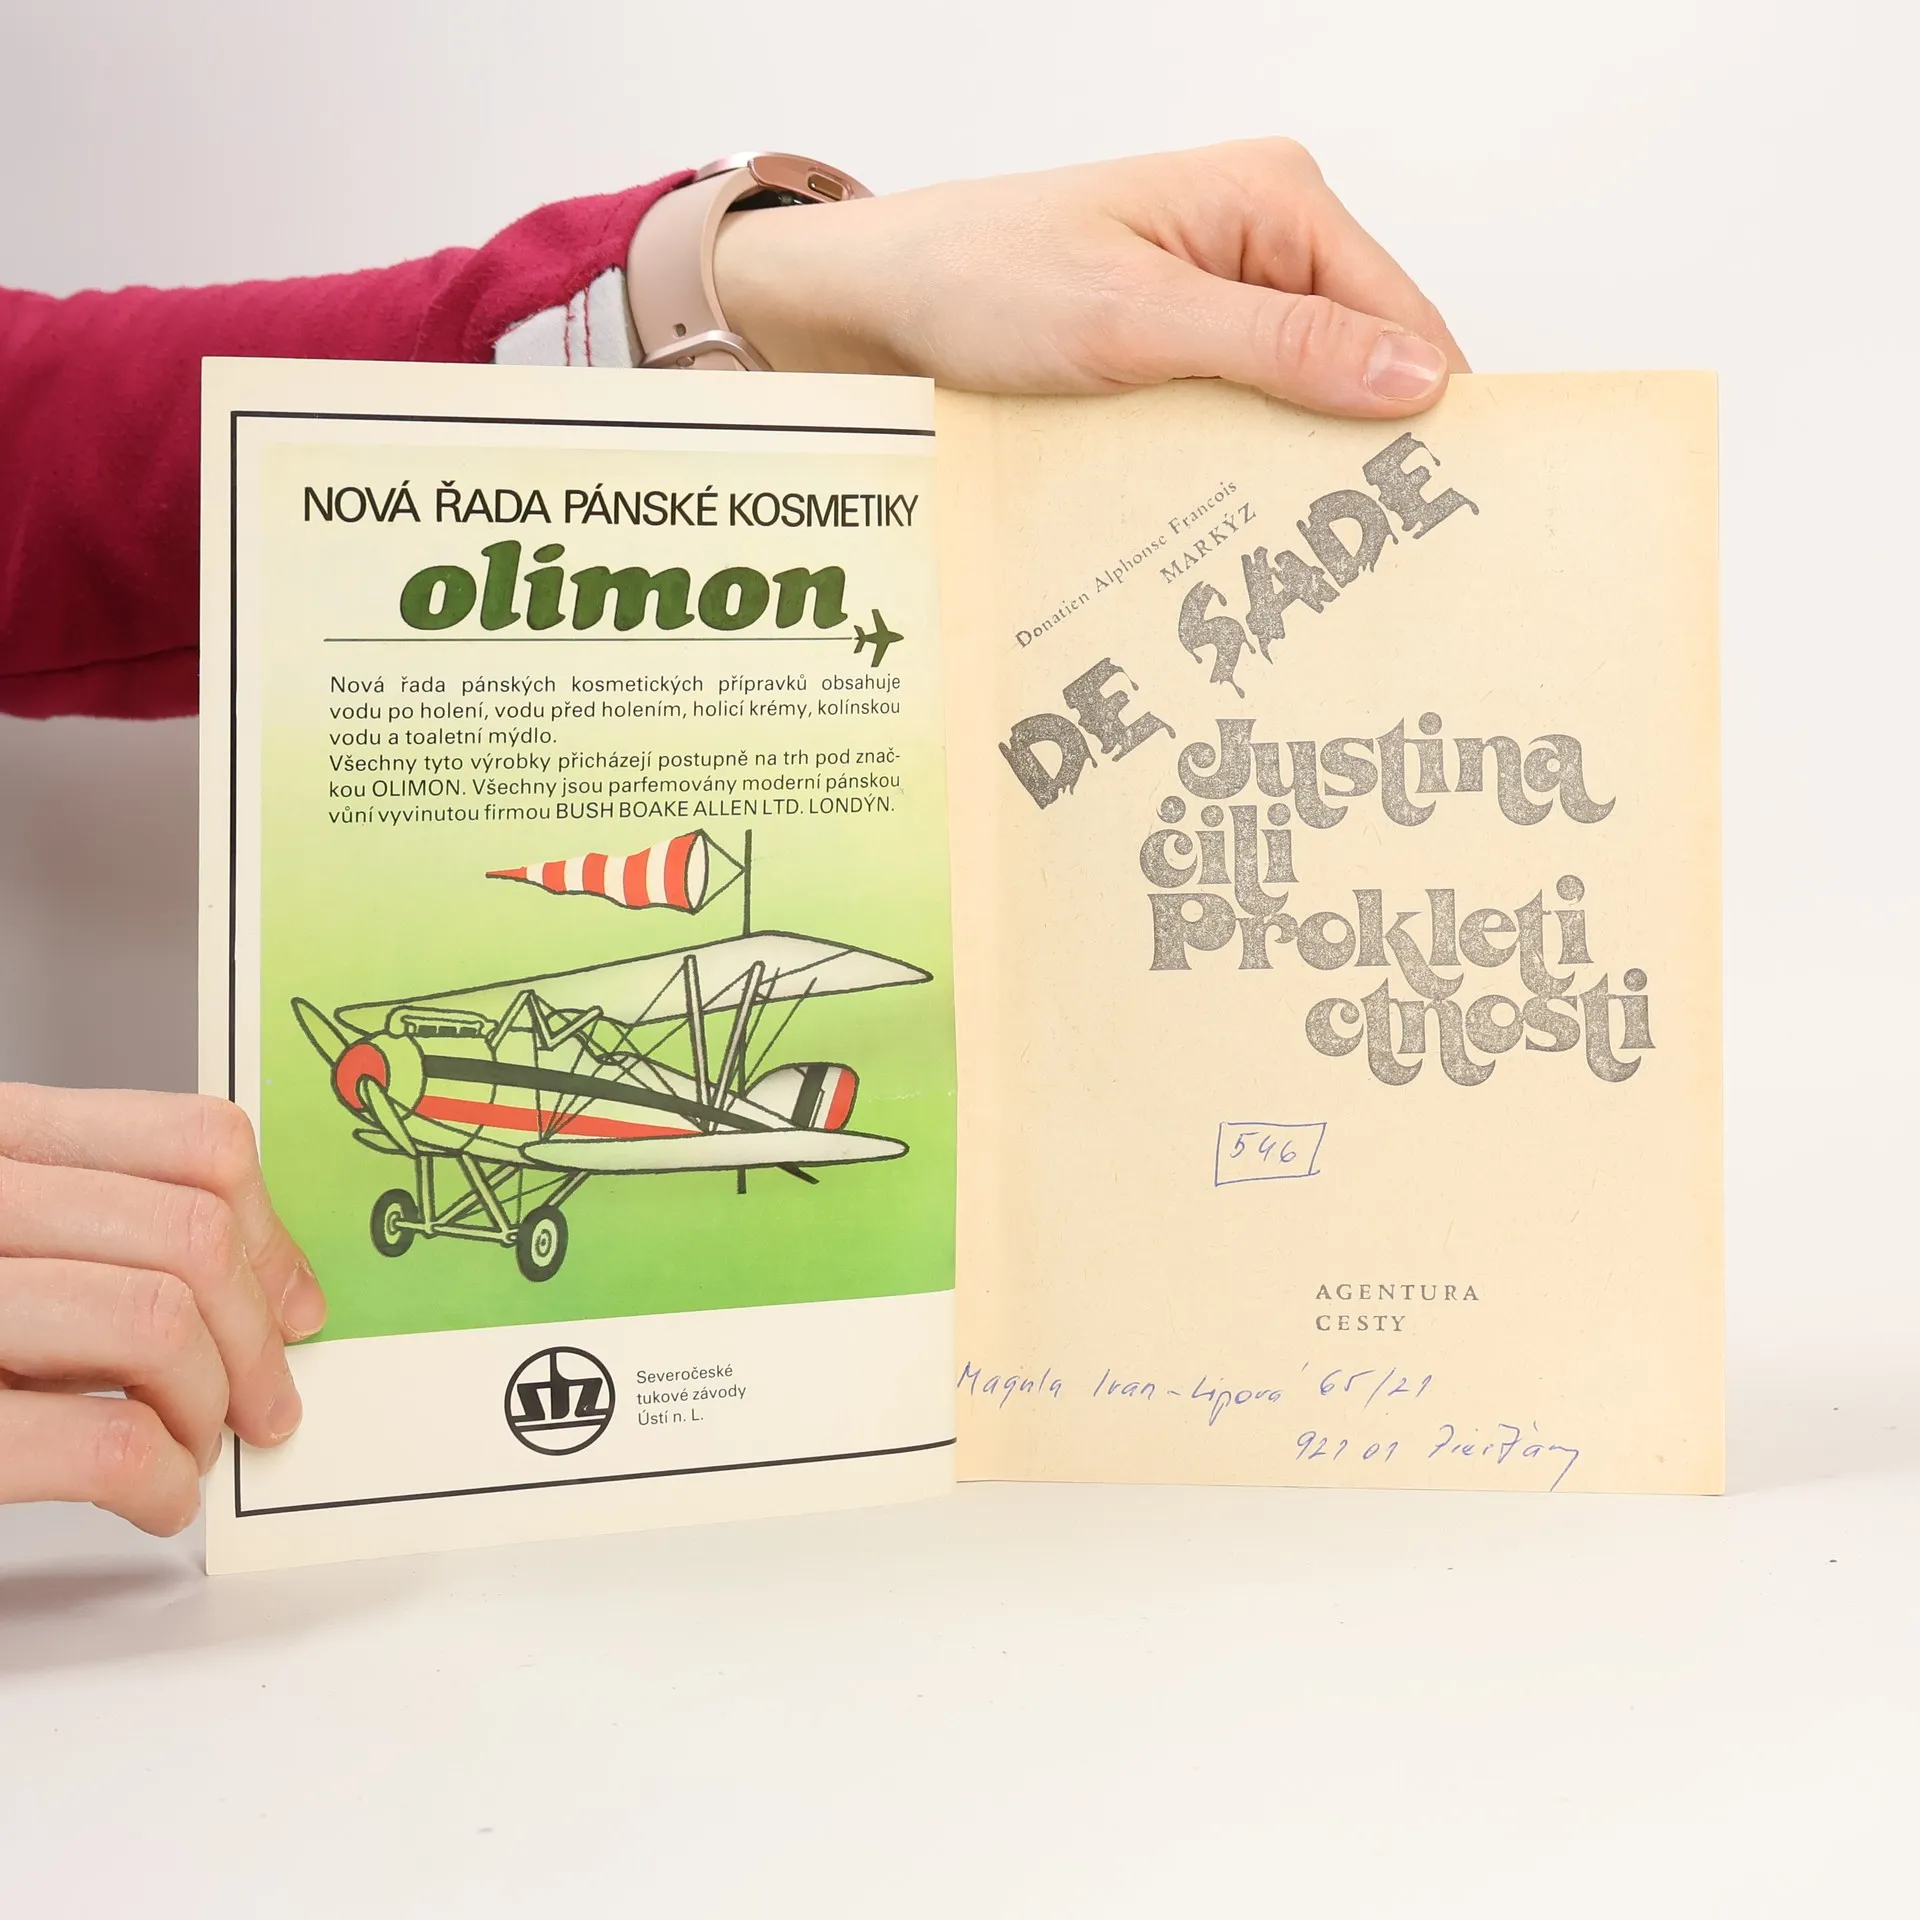 NOVÁ ŘADA PÁNSKÉ KOSMETIKY
olimon
Nová řada pánských kosmetických přípravků obsahuje
vodu po holení, vodu před holením, holicí krémy, kolínskou
vodu a toaletní mýdlo.
Všechny tyto výrobky přicházejí postupně na trh pod znač-
kou OLIMON. Všechny jsou parfemovány moderní pánskou
vůní vyvinutou firmou BUSH BOAKE ALLEN LTD. LONDÝN.
stz
Severočeské
tukové závody
Ústí n. L.
Donatien Alphonse Francois
MARKÝZ
DE SADE
Justina
čili
Prokletí
ctnosti
546
AGENTURA
CESTY
Magula Ivan - Lipová 65/21
921 01 Piešťany